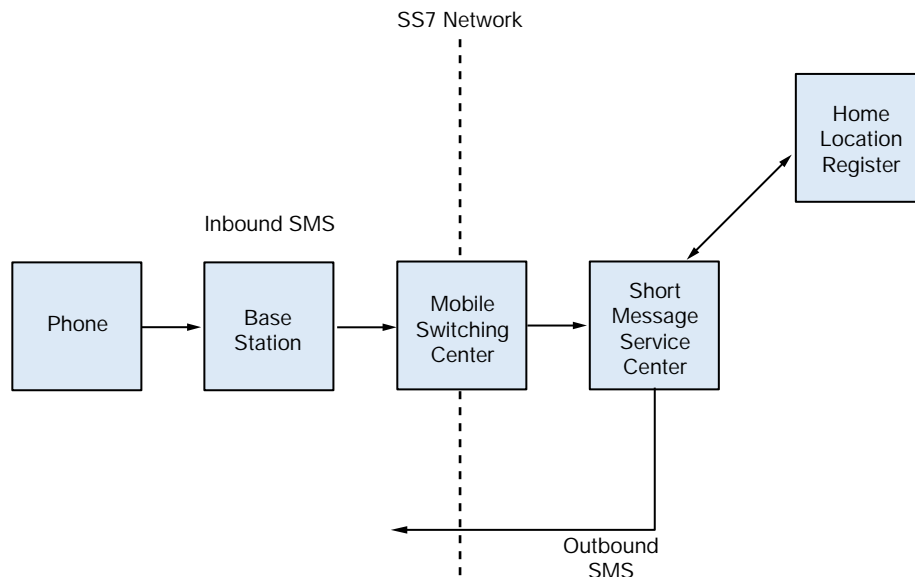 SS7 Network
Home
Location
Register
Inbound SMS
Phone
Base
Station
Mobile
Switching
Center
Short
Message
Service
Center
Outbound
SMS